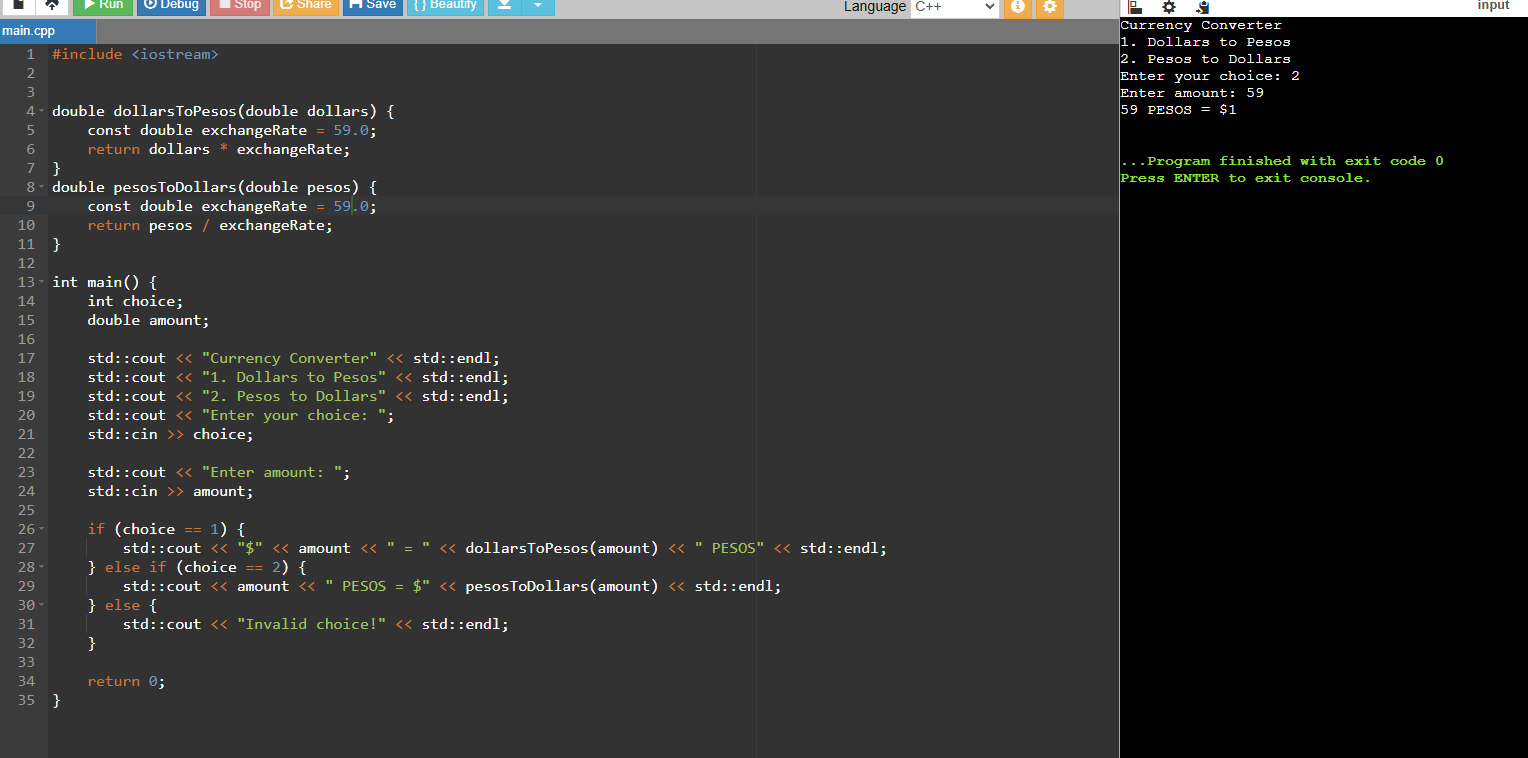 Run Debug Stop Share Save { } Beautify Language C++ input
main.cpp
1 #include <iostream>
2
3
4 double dollarsToPesos(double dollars) {
5     const double exchangeRate = 59.0;
6     return dollars * exchangeRate;
7 }
8 double pesosToDollars(double pesos) {
9     const double exchangeRate = 59.0;
10     return pesos / exchangeRate;
11 }
12
13 int main() {
14     int choice;
15     double amount;
16
17     std::cout << "Currency Converter" << std::endl;
18     std::cout << "1. Dollars to Pesos" << std::endl;
19     std::cout << "2. Pesos to Dollars" << std::endl;
20     std::cout << "Enter your choice: ";
21     std::cin >> choice;
22
23     std::cout << "Enter amount: ";
24     std::cin >> amount;
25
26     if (choice == 1) {
27         std::cout << "$" << amount << " = " << dollarsToPesos(amount) << " PESOS" << std::endl;
28     } else if (choice == 2) {
29         std::cout << amount << " PESOS = $" << pesosToDollars(amount) << std::endl;
30     } else {
31         std::cout << "Invalid choice!" << std::endl;
32     }
33
34     return 0;
35 }
Currency Converter
1. Dollars to Pesos
2. Pesos to Dollars
Enter your choice: 2
Enter amount: 59
59 PESOS = $1
...Program finished with exit code 0
Press ENTER to exit console.